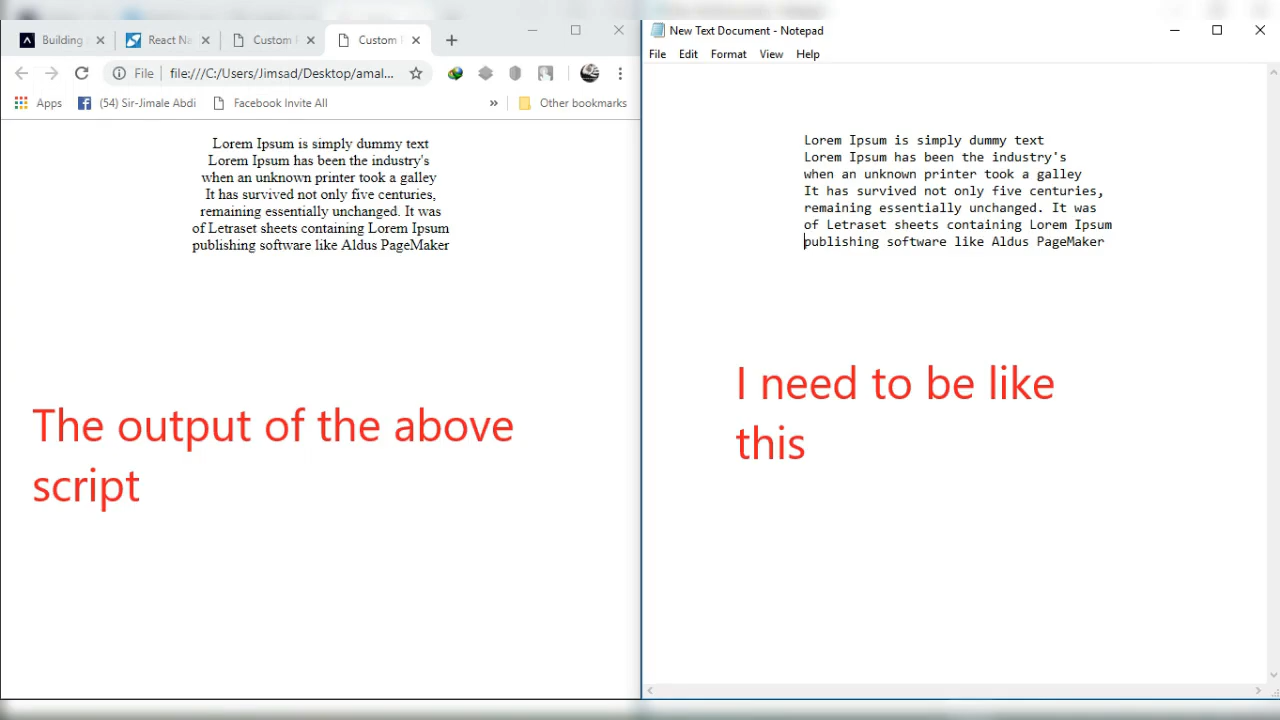 Building
React Na
Custom
Custom
File
file:///C:/Users/Jimsad/Desktop/amal...
Apps
(54) Sir-Jimale Abdi
Facebook Invite All
»
Other bookmarks
Lorem Ipsum is simply dummy text
Lorem Ipsum has been the industry's
when an unknown printer took a galley
It has survived not only five centuries,
remaining essentially unchanged. It was
of Letraset sheets containing Lorem Ipsum
publishing software like Aldus PageMaker
The output of the above
script
New Text Document - Notepad
File Edit Format View Help
Lorem Ipsum is simply dummy text
Lorem Ipsum has been the industry's
when an unknown printer took a galley
It has survived not only five centuries,
remaining essentially unchanged. It was
of Letraset sheets containing Lorem Ipsum
publishing software like Aldus PageMaker
I need to be like
this